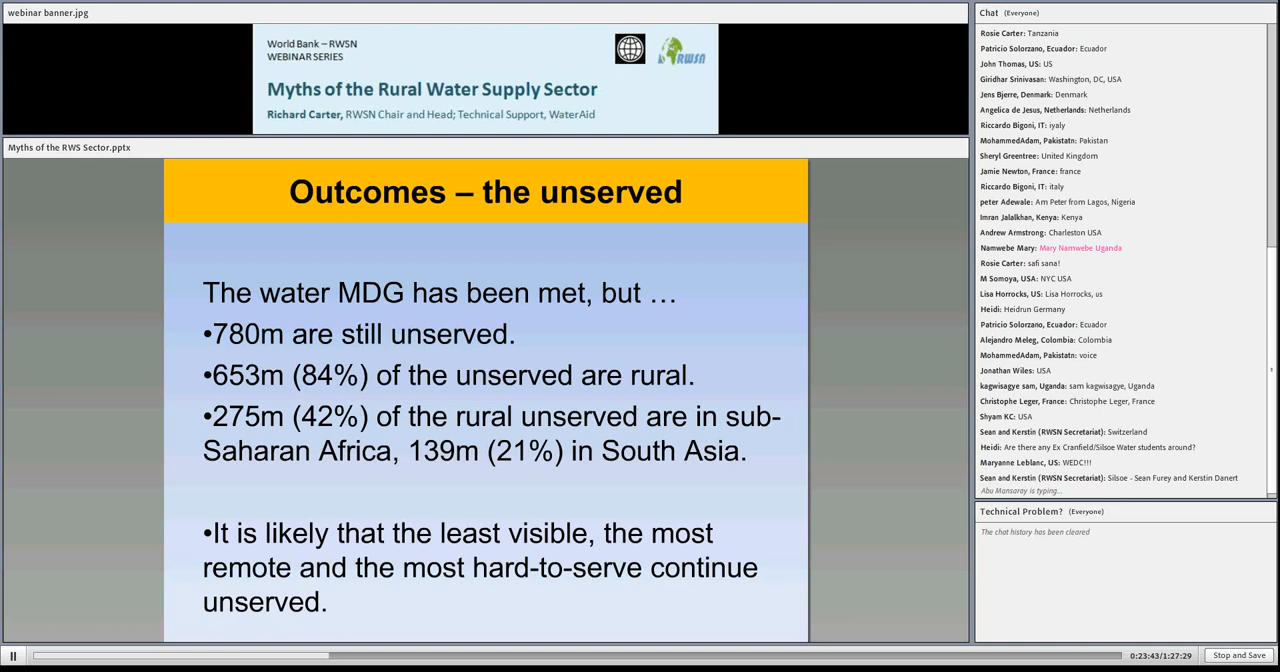 webinar banner.jpg
World Bank – RWSN
WEBINAR SERIES
RWSN
Myths of the Rural Water Supply Sector
Richard Carter, RWSN Chair and Head; Technical Support, WaterAid
Myths of the RWS Sector.pptx
Outcomes – the unserved
The water MDG has been met, but …
•780m are still unserved.
•653m (84%) of the unserved are rural.
•275m (42%) of the rural unserved are in sub-
Saharan Africa, 139m (21%) in South Asia.
•It is likely that the least visible, the most
remote and the most hard-to-serve continue
unserved.
Chat (Everyone)
Rosie Carter: Tanzania
Patricio Solorzano, Ecuador: Ecuador
John Thomas, US: US
Giridhar Srinivasan: Washington, DC, USA
Jens Bjerre, Denmark: Denmark
Angelica de Jesus, Netherlands: Netherlands
Riccardo Bigoni, IT: iyaly
MohammedAdam, Pakistatn: Pakistan
Sheryl Greentree: United Kingdom
Jamie Newton, France: france
Riccardo Bigoni, IT: italy
peter Adewale: Am Peter from Lagos, Nigeria
Imran Jalalkhan, Kenya: Kenya
Andrew Armstrong: Charleston USA
Namwebe Mary: Mary Namwebe Uganda
Rosie Carter: safi sana!
M Somoya, USA: NYC USA
Lisa Horrocks, US: Lisa Horrocks, us
Heidi: Heidrun Germany
Patricio Solorzano, Ecuador: Ecuador
Alejandro Meleg, Colombia: Colombia
MohammedAdam, Pakistatn: voice
Jonathan Wiles: USA
kagwisagye sam, Uganda: sam kagwisagye, Uganda
Christophe Leger, France: Christophe Leger, France
Shyam KC: USA
Sean and Kerstin (RWSN Secretariat): Switzerland
Heidi: Are there any Ex Cranfield/Silsoe Water students around?
Maryanne Leblanc, US: WEDC!!!
Sean and Kerstin (RWSN Secretariat): Silsoe - Sean Furey and Kerstin Danert
Abu Mansaray is typing...
Technical Problem? (Everyone)
The chat history has been cleared
0:23:43/1:27:29
Stop and Save